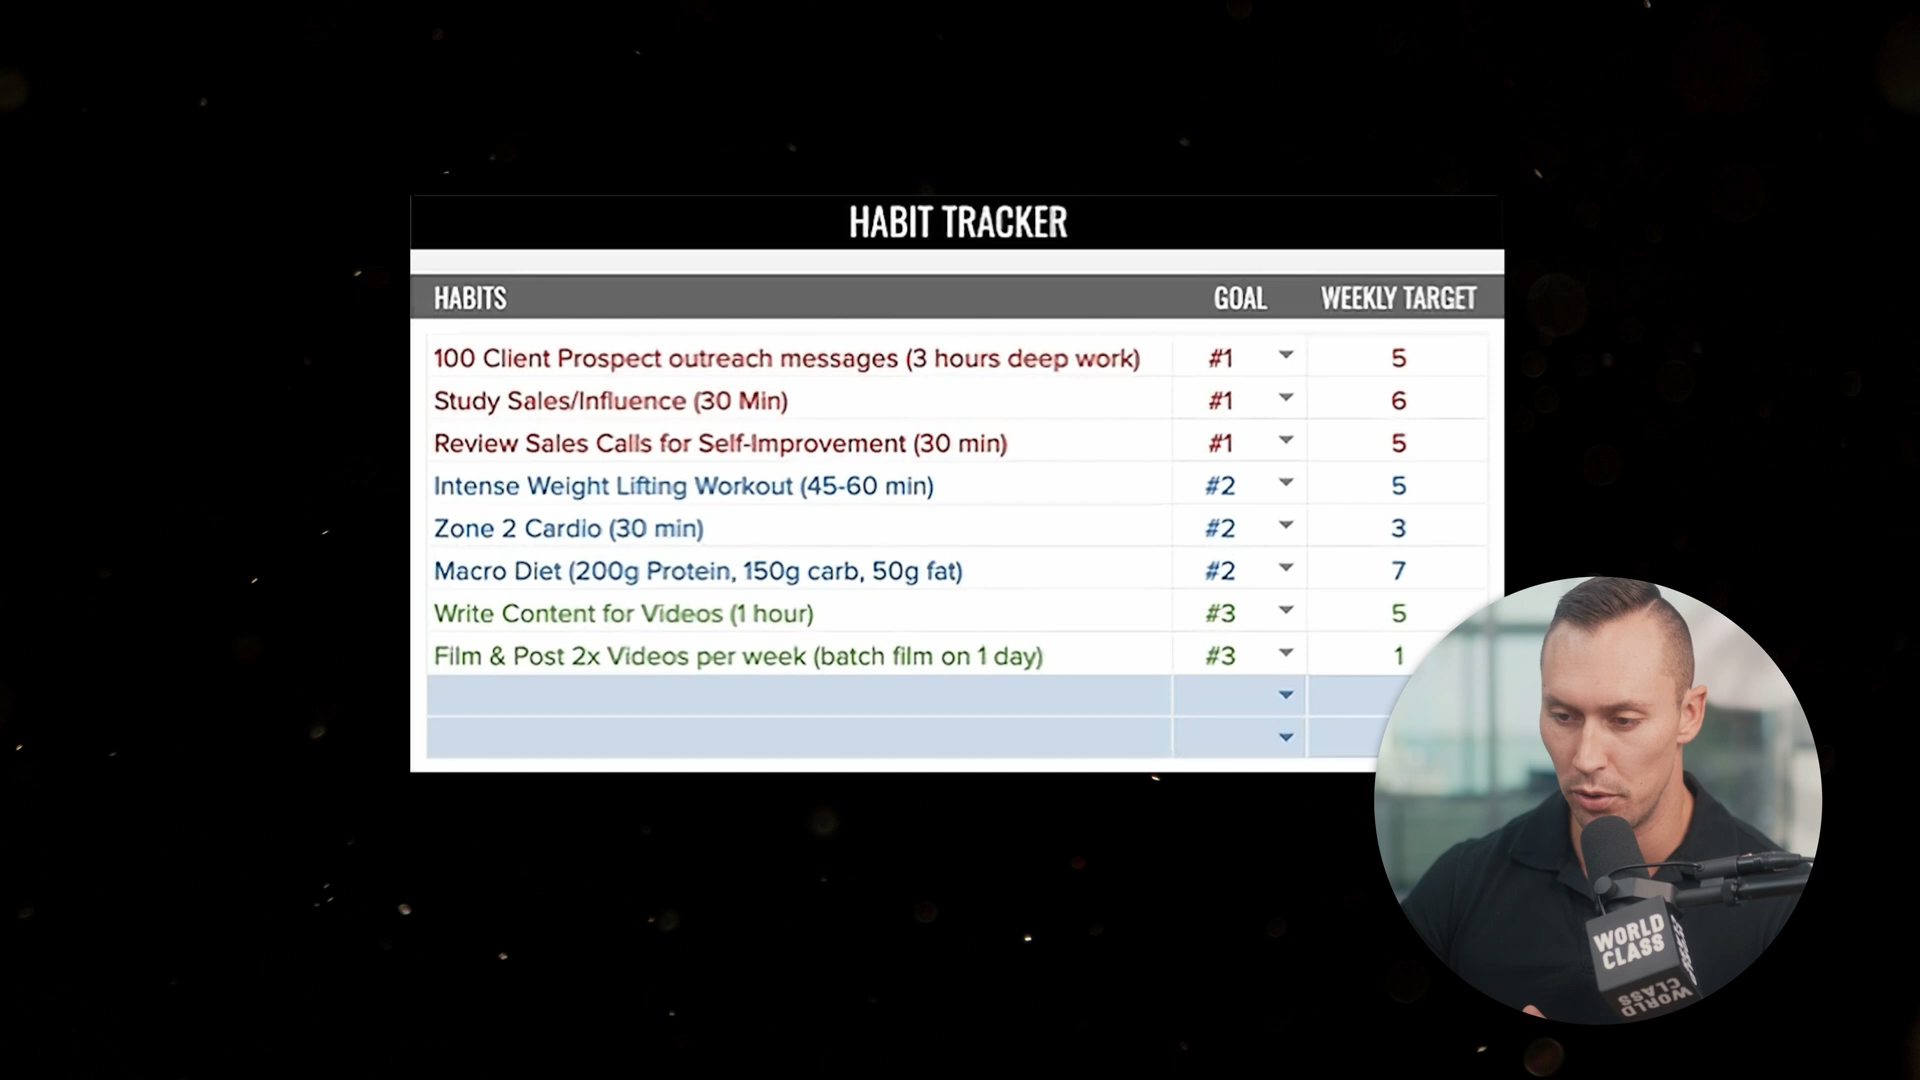 HABIT TRACKER
HABITS GOAL WEEKLY TARGET
100 Client Prospect outreach messages (3 hours deep work) #1 5
Study Sales/Influence (30 Min) #1 6
Review Sales Calls for Self-Improvement (30 min) #1 5
Intense Weight Lifting Workout (45-60 min) #2 5
Zone 2 Cardio (30 min) #2 3
Macro Diet (200g Protein, 150g carb, 50g fat) #2 7
Write Content for Videos (1 hour) #3 5
Film & Post 2x Videos per week (batch film on 1 day) #3 1
WORLD
CLASS
WORLD
CLASS